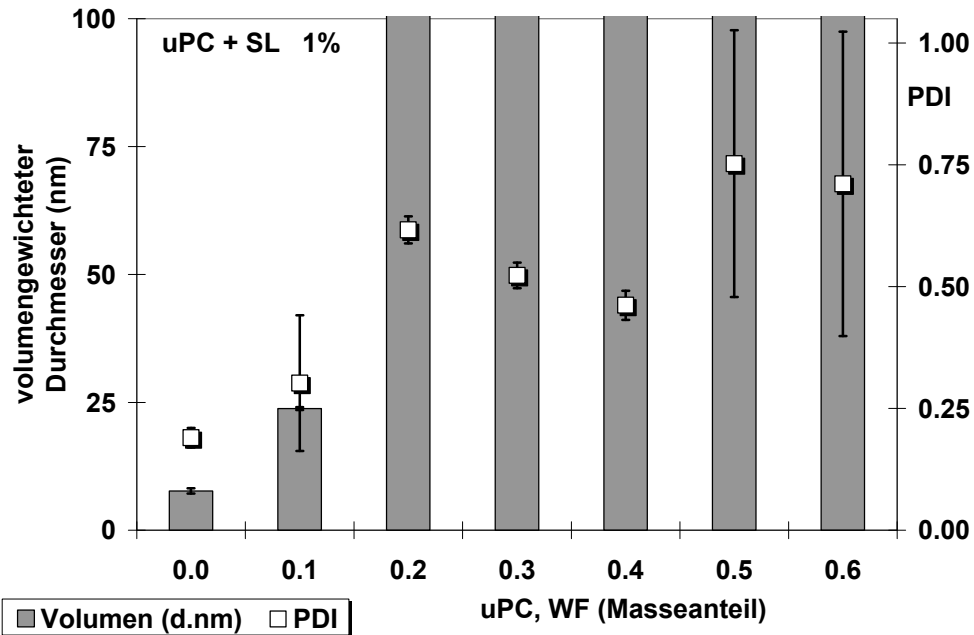 uPC + SL 1%
100
75
50
25
0
volumengewichteter
Durchmesser (nm)
1.00
PDI
0.75
0.50
0.25
0.00
0.0 0.1 0.2 0.3 0.4 0.5 0.6
uPC, WF (Masseanteil)
Volumen (d.nm) PDI